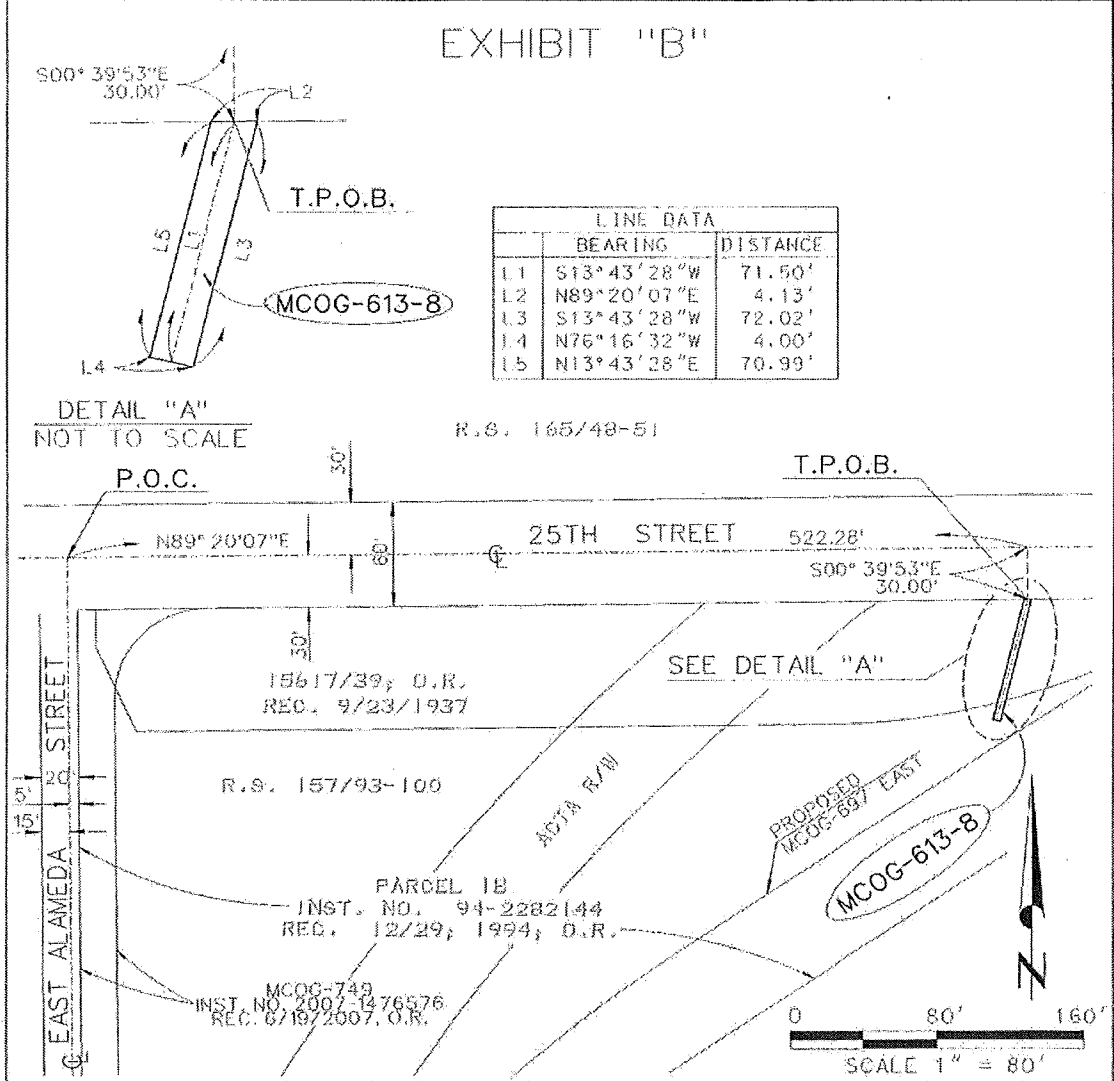 EXHIBIT "B"
S00°39'53"E
30.00'
L2
T.P.O.B.
L5
L1
L3
MCOG-613-8
L4
DETAIL "A"
NOT TO SCALE
LINE DATA
BEARING DISTANCE
L1 S13°43'28"W 71.50'
L2 N89°20'07"E 4.13'
L3 S13°43'28"W 72.02'
L4 N76°16'32"W 4.00'
L5 N13°43'28"E 70.99'
R.S. 165/48-51
P.O.C.
30'
T.P.O.B.
N89°20'07"E
60'
25TH STREET
522.28'
S00°39'53"E
30.00'
30'
SEE DETAIL "A"
15617/39, O.R.
REC. 9/23/1937
R.S. 157/93-100
ACTA R/W
PROPOSED
MCOG-697 EAST
MCOG-613-8
EAST ALAMEDA STREET
20'
5'
15'
PARCEL 1B
INST. NO. 94-2282144
REC. 12/29, 1994, O.R.
MCOG-749
INST. NO. 2007-1476576
REC. 6/19/2007, O.R.
N
0 80' 160'
SCALE 1" = 80'